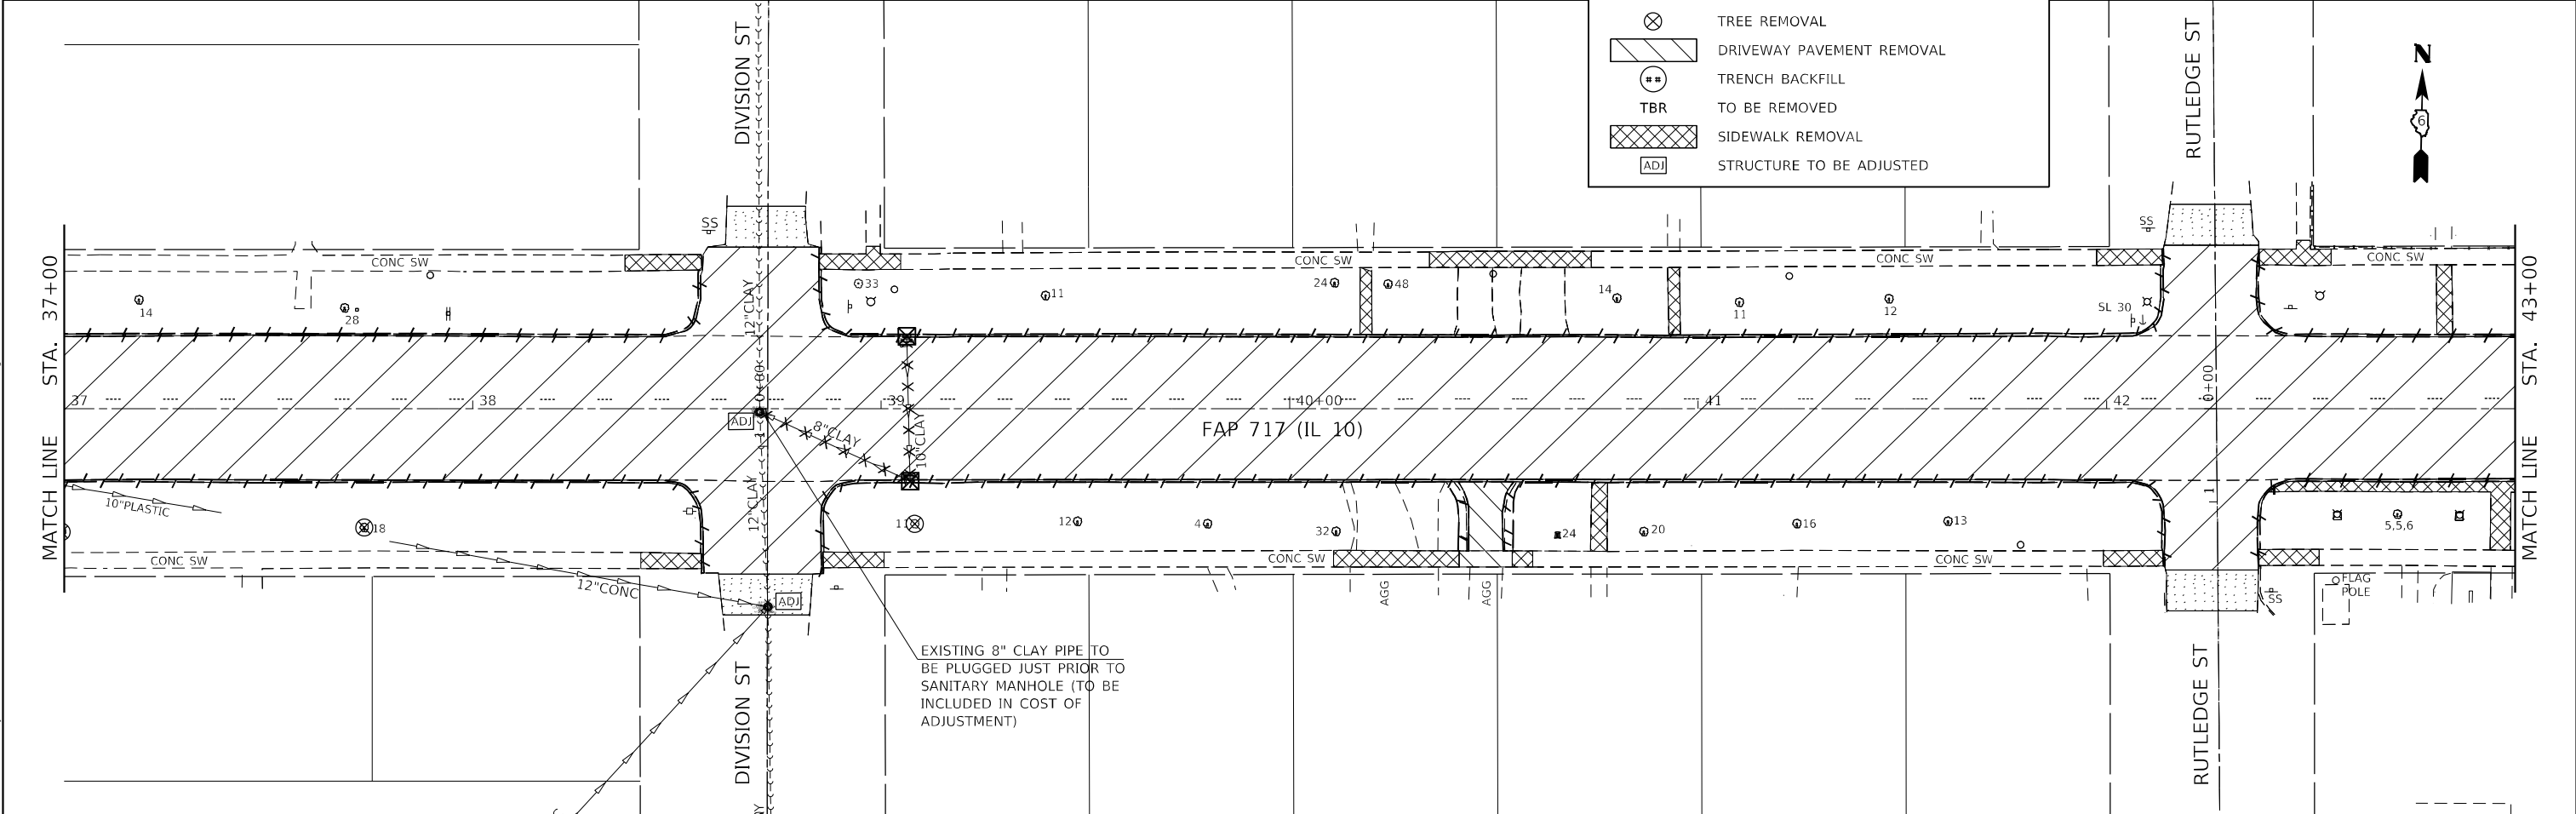 TREE REMOVAL
DRIVEWAY PAVEMENT REMOVAL
## TRENCH BACKFILL
TBR TO BE REMOVED
SIDEWALK REMOVAL
ADJ STRUCTURE TO BE ADJUSTED
N
6
DIVISION ST
RUTLEDGE ST
SS
SS
CONC SW
CONC SW
CONC SW
CONC SW
14
28
33
11
24
48
14
11
12
SL 30
12"CLAY
MATCH LINE STA. 37+00
MATCH LINE STA. 43+00
37
38
39
40+00
41
42
0+00
0+00
ADJ
1
1
8"CLAY
10"CLAY
FAP 717 (IL 10)
10"PLASTIC
12"CLAY
18
11
12
4
32
24
20
16
13
5,5,6
CONC SW
CONC SW
CONC SW
12"CONC
ADJ
AGG
AGG
SS
FLAG
POLE
EXISTING 8" CLAY PIPE TO
BE PLUGGED JUST PRIOR TO
SANITARY MANHOLE (TO BE
INCLUDED IN COST OF
ADJUSTMENT)
DIVISION ST
RUTLEDGE ST